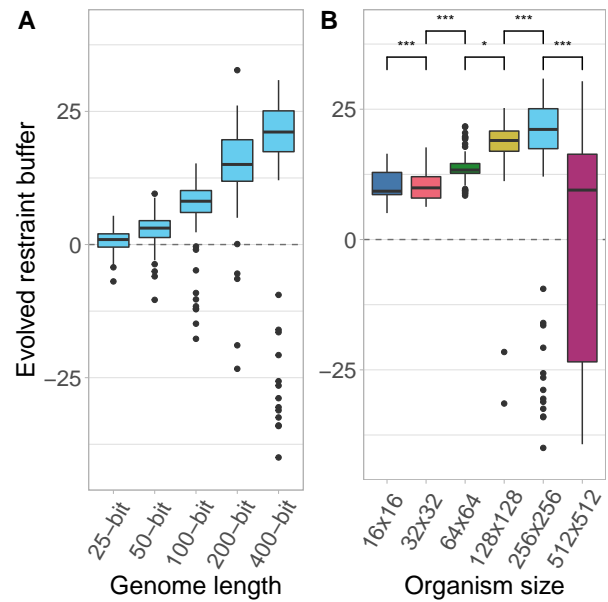 A
Evolved restraint buffer
25
0
−25
25−bit
50−bit
100−bit
200−bit
400−bit
Genome length
B
*** *** * *** ***
25
0
−25
16x16
32x32
64x64
128x128
256x256
512x512
Organism size